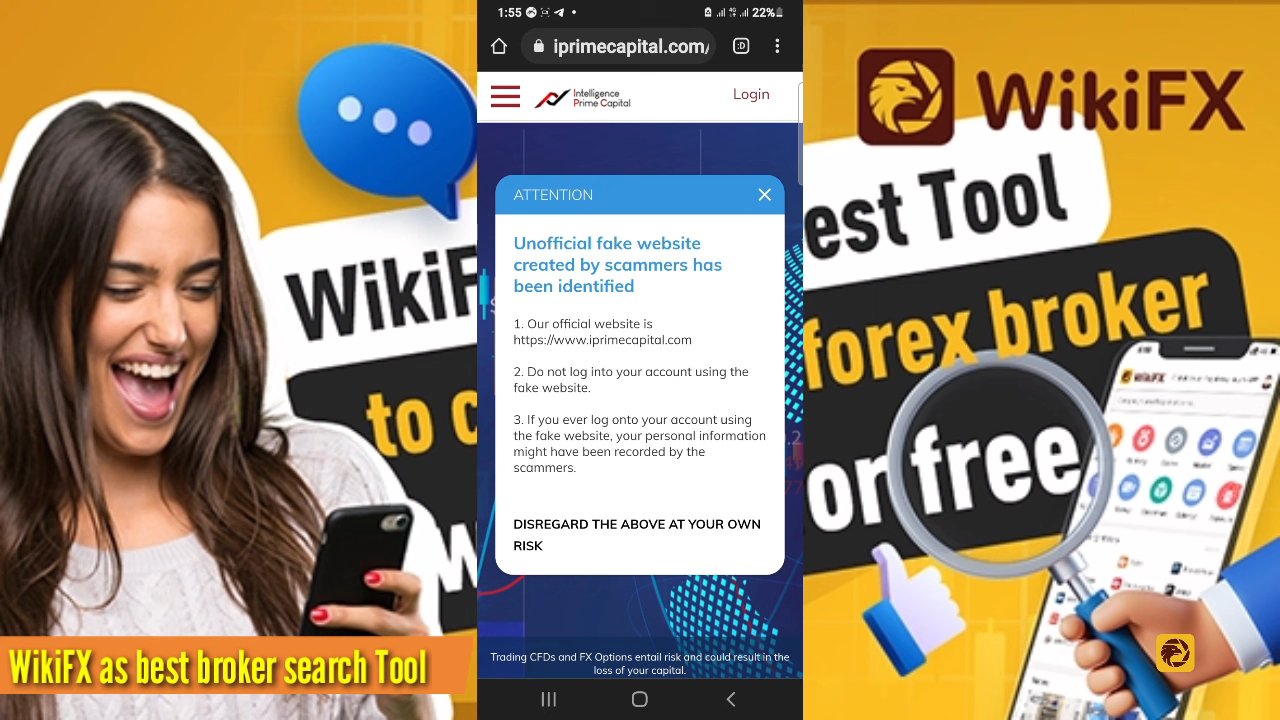 WikiFX
est Tool
WikiF
forex broker
to c
or free
W
WikiFX as best broker search Tool
1:55
4G
22%
iprimecapital.com/
:D
Intelligence
Prime Capital
Login
ATTENTION
Unofficial fake website
created by scammers has
been identified
1. Our official website is
https://www.iprimecapital.com
2. Do not log into your account using the
fake website.
3. If you ever log onto your account using
the fake website, your personal information
might have been recorded by the
scammers.
DISREGARD THE ABOVE AT YOUR OWN
RISK
Trading CFDs and FX Options entail risk and could result in the
loss of your capital.
WikiFX